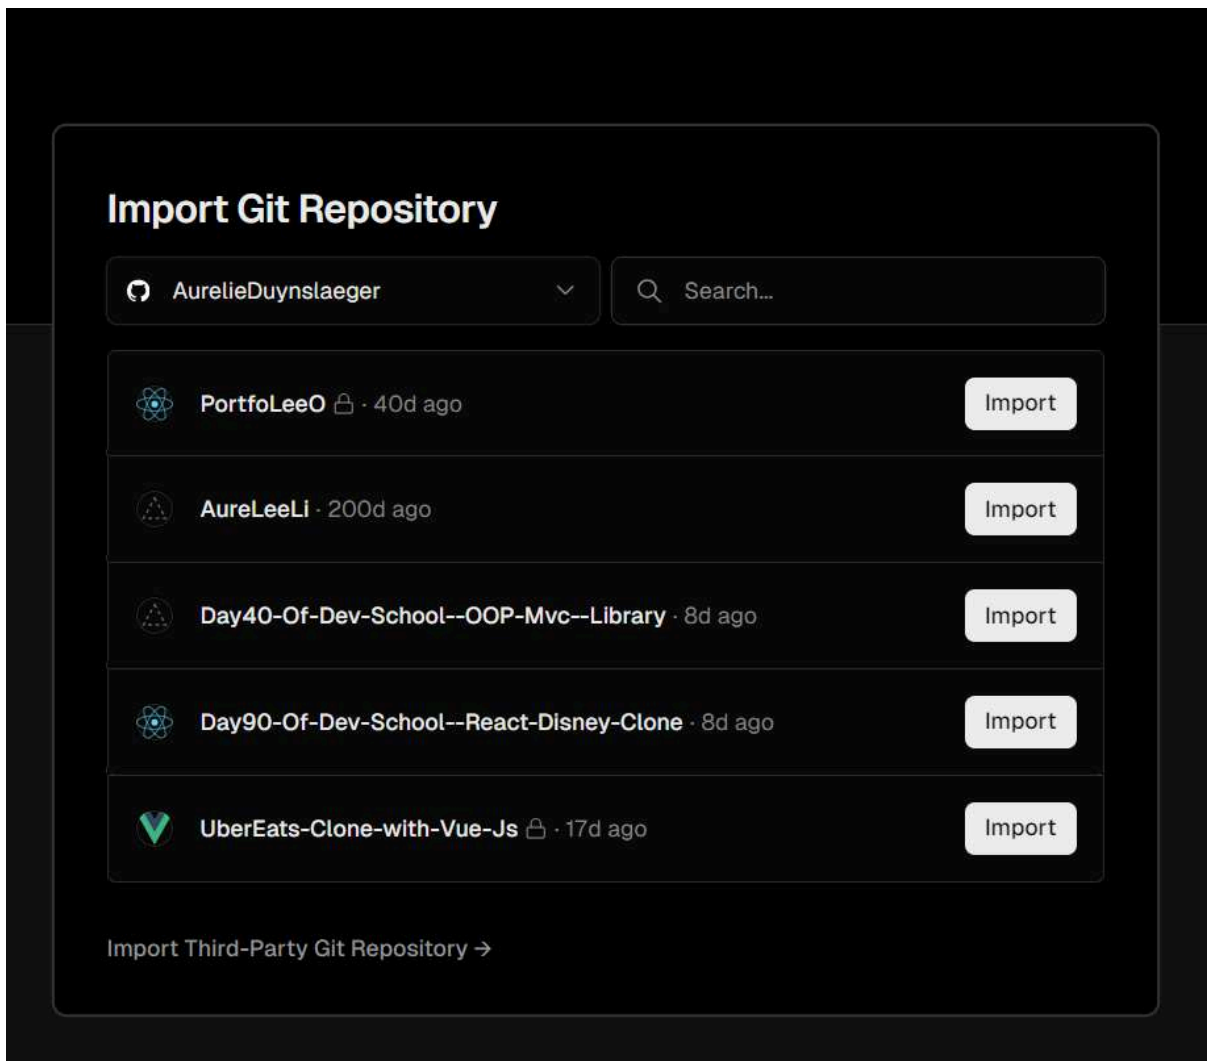 Import Git Repository
AurelieDuynslaeger
Search...
PortfoLeeO · 40d ago
Import
AureLeeLi · 200d ago
Import
Day40-Of-Dev-School--OOP-Mvc--Library · 8d ago
Import
Day90-Of-Dev-School--React-Disney-Clone · 8d ago
Import
UberEats-Clone-with-Vue-Js · 17d ago
Import
Import Third-Party Git Repository →